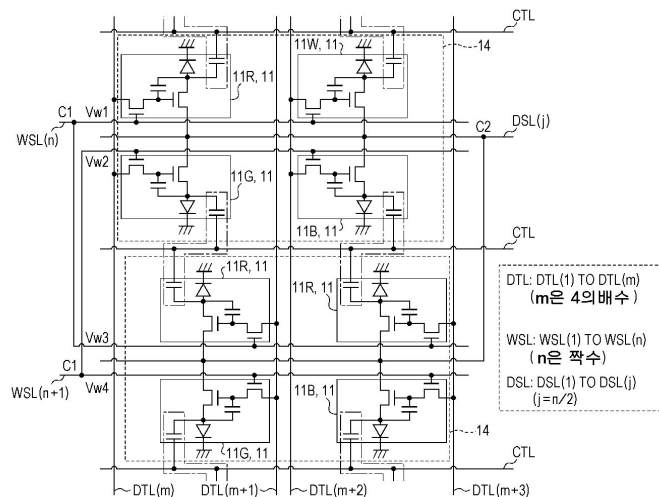 CTL
11W, 11
14
11R, 11
C1
Vw1
C2
DSL(j)
WSL(n)
Vw2
11G, 11
11B, 11
CTL
11R, 11
11R, 11
DTL: DTL(1) TO DTL(m)
(m은 4의배수)
WSL: WSL(1) TO WSL(n)
(n은 짝수)
DSL: DSL(1) TO DSL(j)
(j=n/2)
Vw3
C1
Vw4
WSL(n+1)
11B, 11
11G, 11
14
CTL
DTL(m)
DTL(m+1)
DTL(m+2)
DTL(m+3)